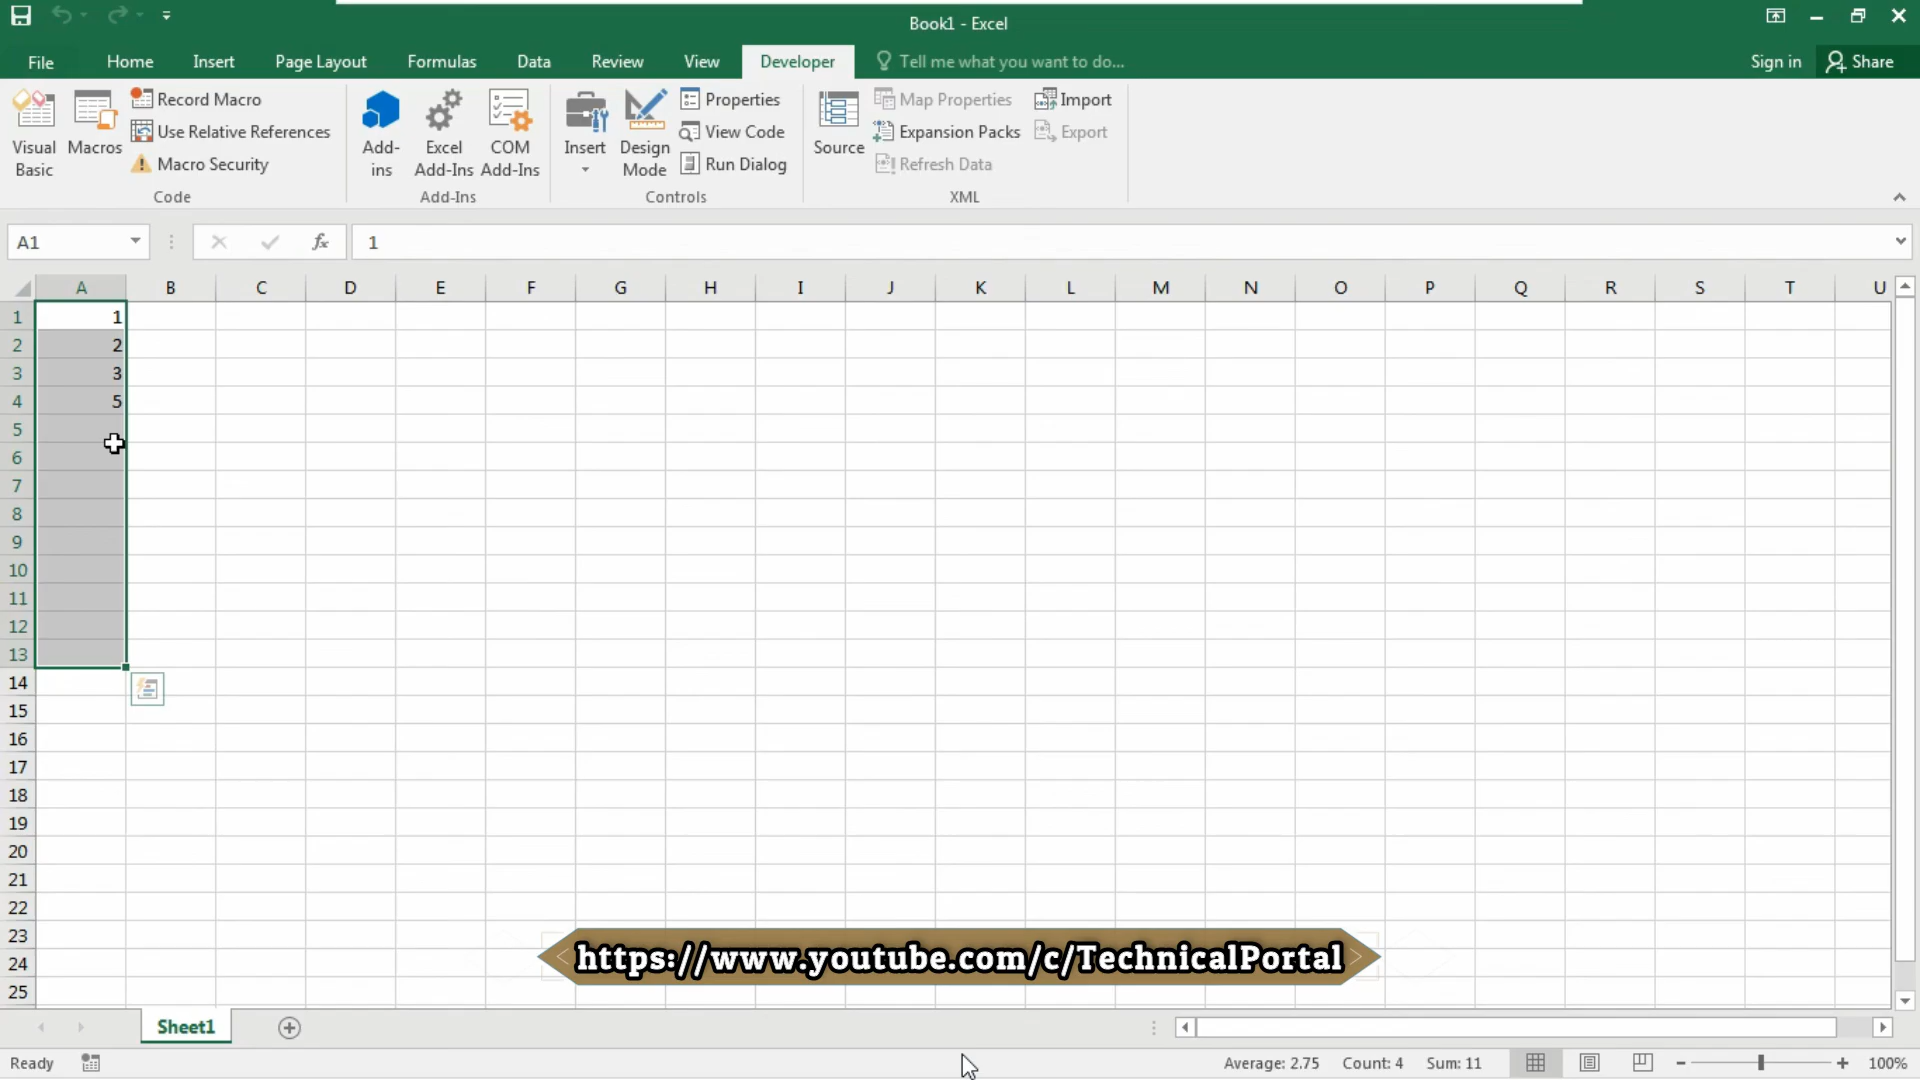 Book1 - Excel
File Home Insert Page Layout Formulas Data Review View Developer Tell me what you want to do... Sign in Share
Visual Basic
Macros
Record Macro
Use Relative References
Macro Security
Code
Add-ins
Excel Add-Ins
COM Add-Ins
Add-Ins
Insert
Design Mode
Properties
View Code
Run Dialog
Controls
Source
Map Properties
Expansion Packs
Refresh Data
Import
Export
XML
A1 fx 1
A B C D E F G H I J K L M N O P Q R S T U
1 1
2 2
3 3
4 5
5
6
7
8
9
10
11
12
13
14
15
16
17
18
19
20
21
22
23
24
25
https://www.youtube.com/c/TechnicalPortal
Sheet1
Ready Average: 2.75 Count: 4 Sum: 11 100%